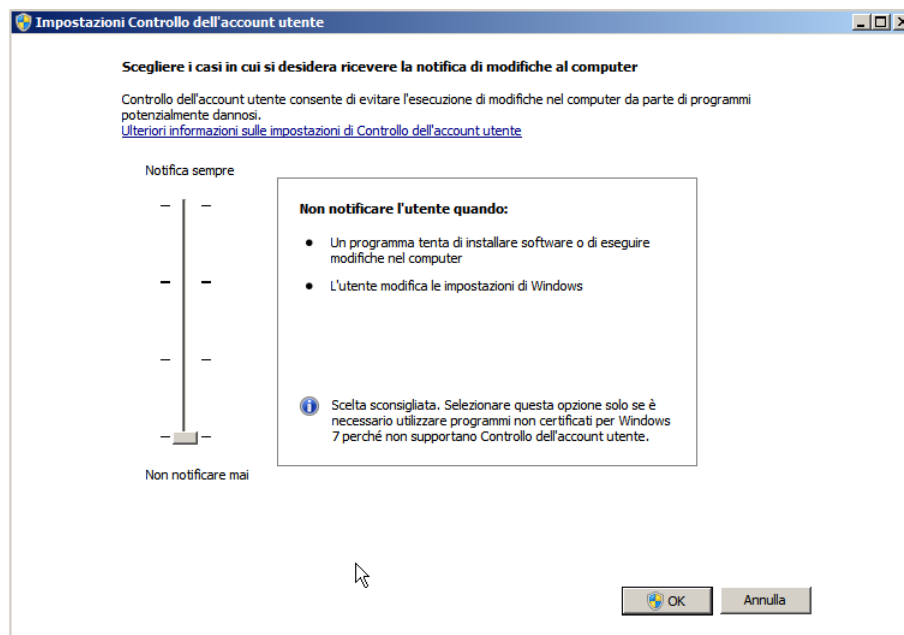 Impostazioni Controllo dell'account utente
Scegliere i casi in cui si desidera ricevere la notifica di modifiche al computer
Controllo dell'account utente consente di evitare l'esecuzione di modifiche nel computer da parte di programmi
potenzialmente dannosi.
Ulteriori informazioni sulle impostazioni di Controllo dell'account utente
Notifica sempre
Non notificare l'utente quando:
Un programma tenta di installare software o di eseguire
modifiche nel computer
L'utente modifica le impostazioni di Windows
Scelta sconsigliata. Selezionare questa opzione solo se è
necessario utilizzare programmi non certificati per Windows
7 perché non supportano Controllo dell'account utente.
Non notificare mai
OK
Annulla